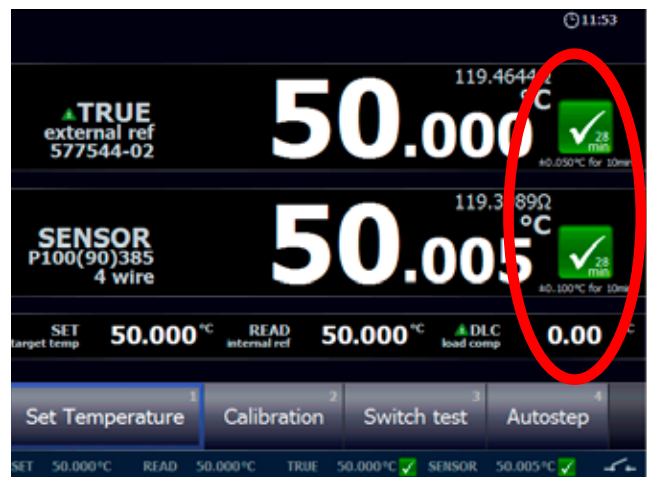 11:53
119.4644Ω
TRUE
external ref
577544-02
50.000 °C
28
min
±0.050°C for 10min
SENSOR
P100(90)385
4 wire
50.005 °C
28
min
±0.100°C for 10min
SET
target temp
50.000 °C
READ
internal ref
50.000 °C
DLC
load comp
0.00 °C
1
Set Temperature
2
Calibration
3
Switch test
4
Autostep
SET 50.000°C READ 50.000°C TRUE 50.000°C SENSOR 50.005°C